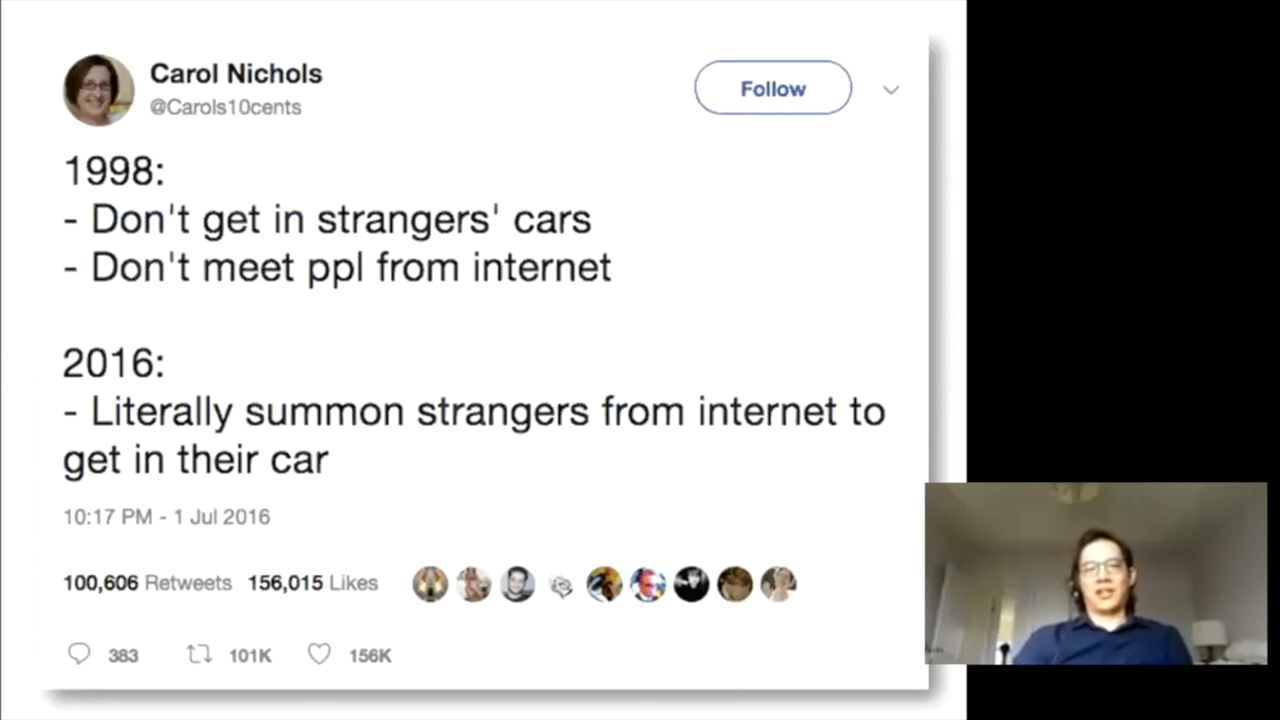 Carol Nichols
@Carols10cents
Follow
1998:
- Don't get in strangers' cars
- Don't meet ppl from internet
2016:
- Literally summon strangers from internet to
get in their car
10:17 PM - 1 Jul 2016
100,606 Retweets 156,015 Likes
383 101K 156K